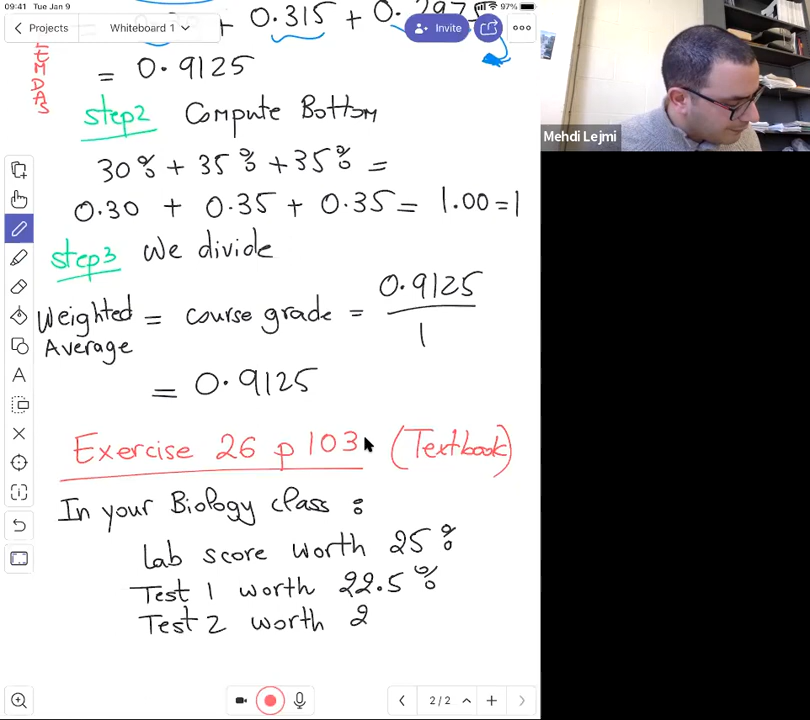 09:41 Tue Jan 9
97%
Projects
Whiteboard 1
Invite
+ 0.315 + 0.2975
= 0.9125
EMDAS
step2 Compute Bottom
30% + 35% + 35% =
0.30 + 0.35 + 0.35 = 1.00 = 1
step3 We divide
Weighted Average = course grade = 0.9125
1
= 0.9125
Exercise 26 p 103 (Textbook)
In your Biology class :
Lab score worth 25%
Test 1 worth 22.5%
Test 2 worth 2
2/2
Mehdi Lejmi